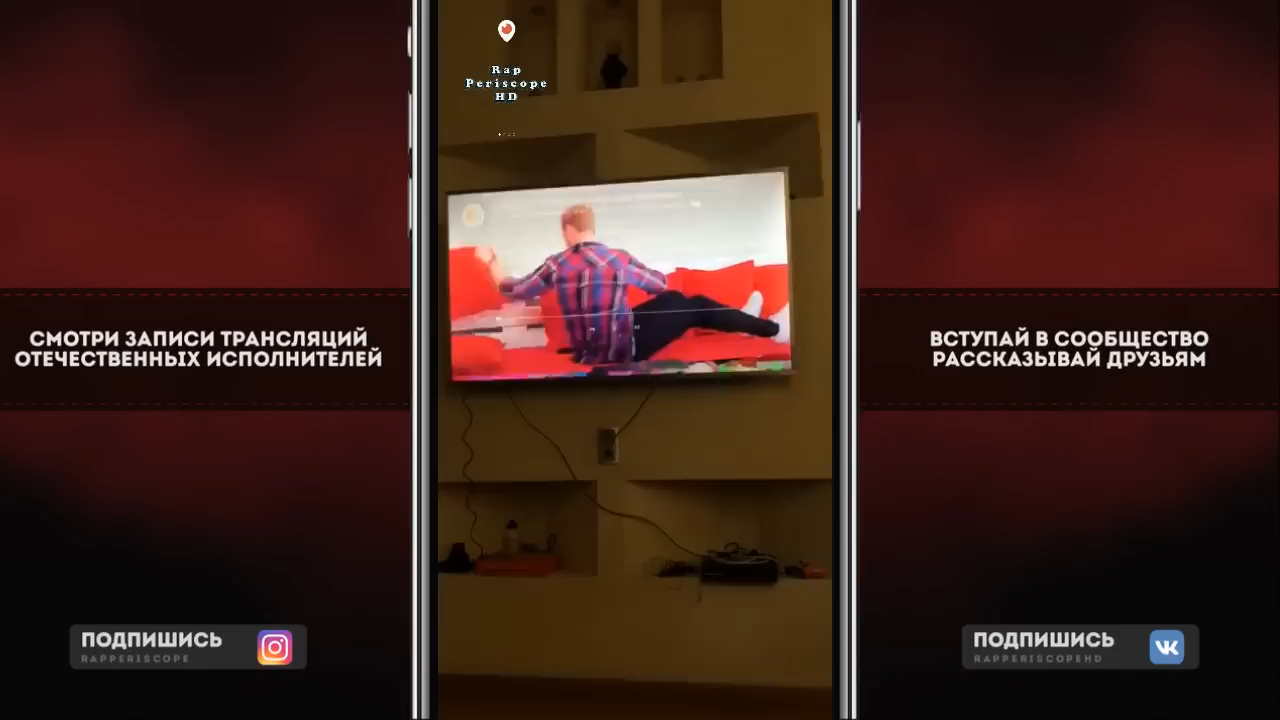 Rap
Periscope
HD
СМОТРИ ЗАПИСИ ТРАНСЛЯЦИЙ
ОТЕЧЕСТВЕННЫХ ИСПОЛНИТЕЛЕЙ
ВСТУПАЙ В СООБЩЕСТВО
РАССКАЗЫВАЙ ДРУЗЬЯМ
ПОДПИШИСЬ
RAPPERISCOPE
ПОДПИШИСЬ
RAPPERISCOPEHD